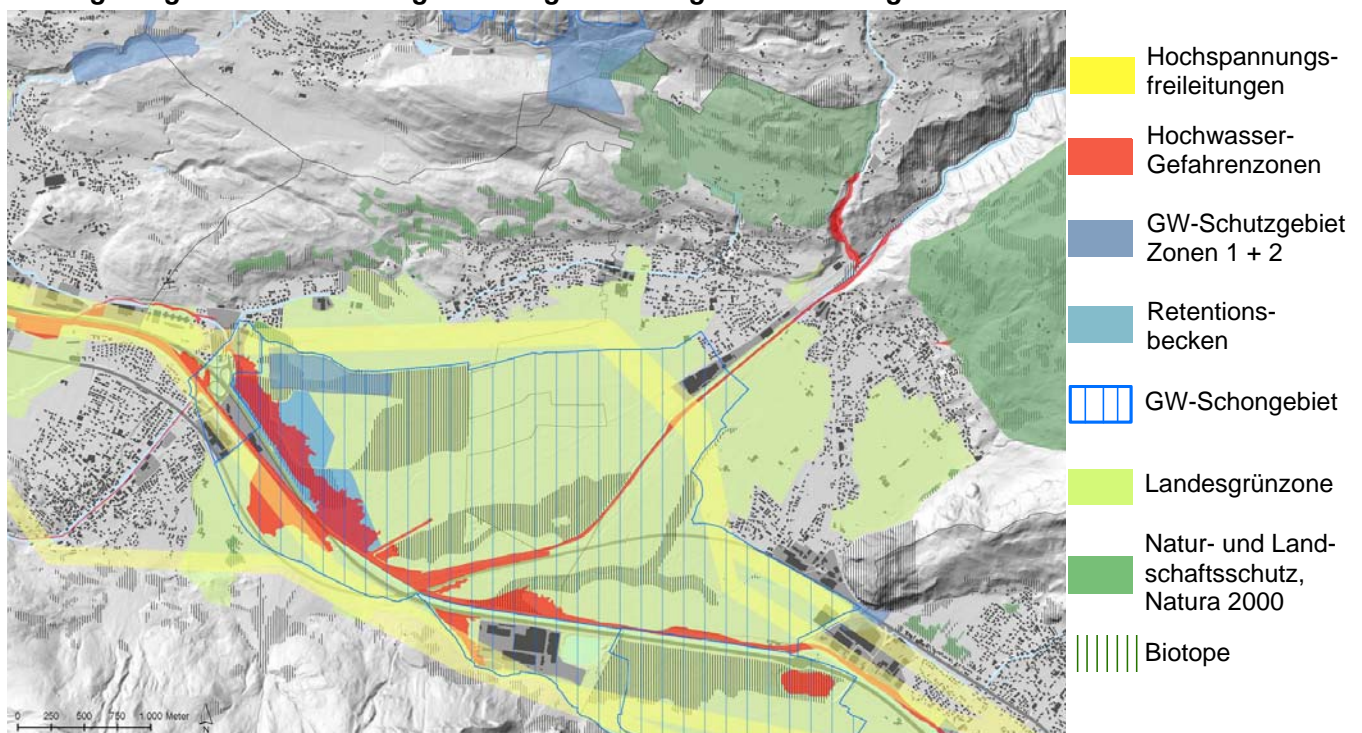 Hochspannungs-
freileitungen
Hochwasser-
Gefahrenzonen
GW-Schutzgebiet
Zonen 1 + 2
Retentions-
becken
GW-Schongebiet
Landesgrünzone
Natur- und Land-
schaftsschutz,
Natura 2000
Biotope
0 250 500 750 1 000 Meter
N